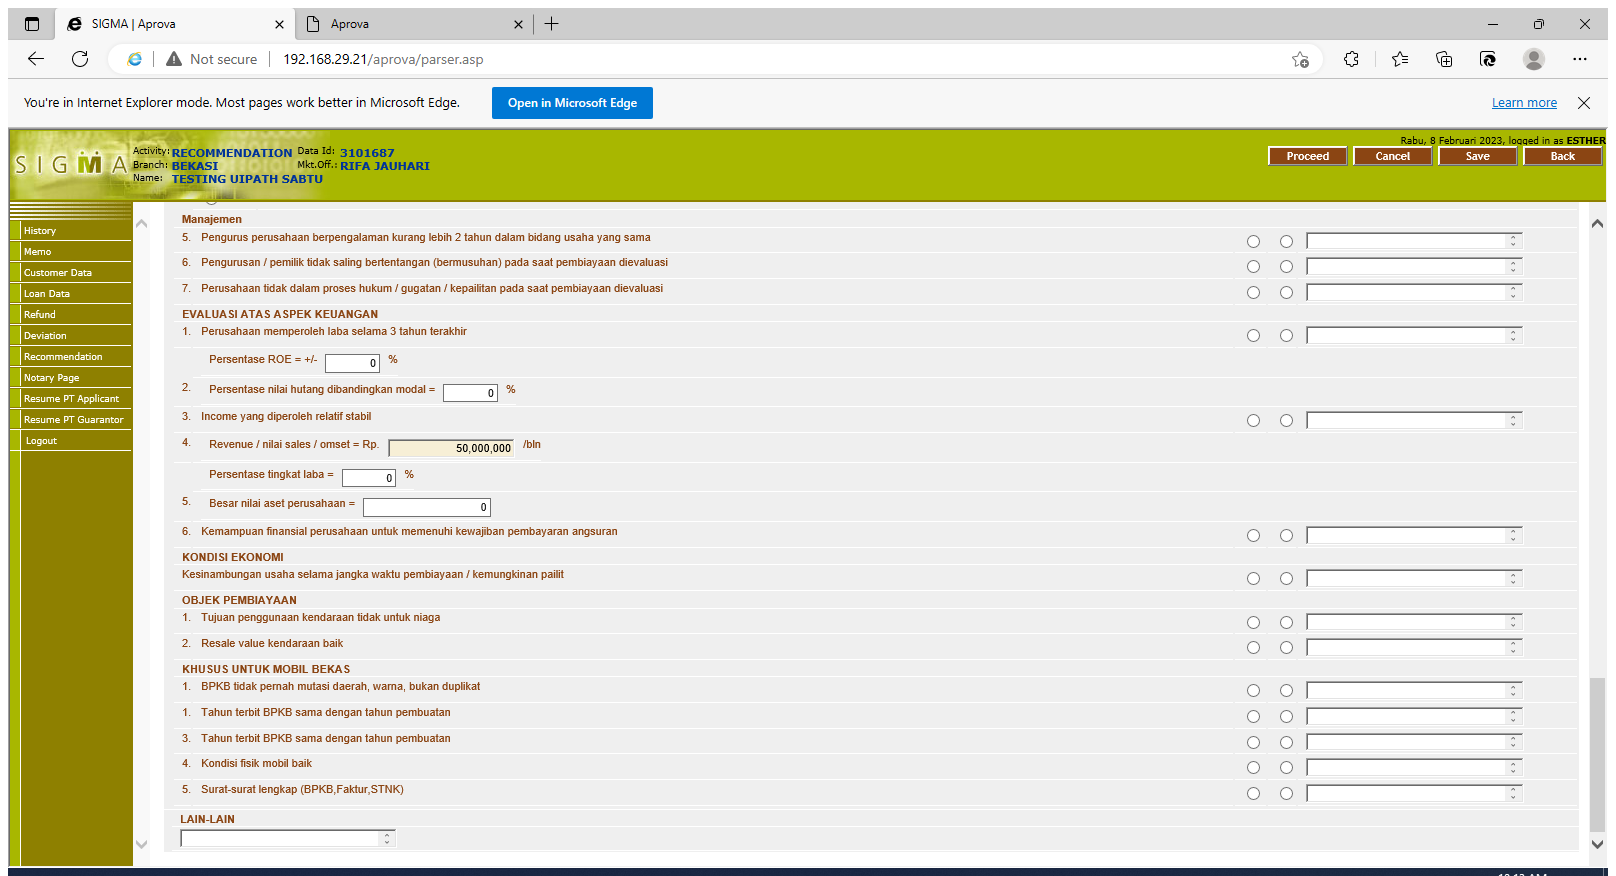 SIGMA | Aprova
Aprova
Not secure
192.168.29.21/aprova/parser.asp
You're in Internet Explorer mode. Most pages work better in Microsoft Edge.
Open in Microsoft Edge
Learn more
Rabu, 8 Februari 2023, logged in as ESTHER
SIGMA
Activity: RECOMMENDATION Data Id: 3101687
Branch: BEKASI Mkt.Off.: RIFA JAUHARI
Name: TESTING UIPATH SABTU
Proceed
Cancel
Save
Back
History
Memo
Customer Data
Loan Data
Refund
Deviation
Recommendation
Notary Page
Resume PT Applicant
Resume PT Guarantor
Logout
Manajemen
5. Pengurus perusahaan berpengalaman kurang lebih 2 tahun dalam bidang usaha yang sama
6. Pengurusan / pemilik tidak saling bertentangan (bermusuhan) pada saat pembiayaan dievaluasi
7. Perusahaan tidak dalam proses hukum / gugatan / kepailitan pada saat pembiayaan dievaluasi
EVALUASI ATAS ASPEK KEUANGAN
1. Perusahaan memperoleh laba selama 3 tahun terakhir
Persentase ROE = +/- 0 %
2. Persentase nilai hutang dibandingkan modal = 0 %
3. Income yang diperoleh relatif stabil
4. Revenue / nilai sales / omset = Rp. 50,000,000 /bln
Persentase tingkat laba = 0 %
5. Besar nilai aset perusahaan = 0
6. Kemampuan finansial perusahaan untuk memenuhi kewajiban pembayaran angsuran
KONDISI EKONOMI
Kesinambungan usaha selama jangka waktu pembiayaan / kemungkinan pailit
OBJEK PEMBIAYAAN
1. Tujuan penggunaan kendaraan tidak untuk niaga
2. Resale value kendaraan baik
KHUSUS UNTUK MOBIL BEKAS
1. BPKB tidak pernah mutasi daerah, warna, bukan duplikat
1. Tahun terbit BPKB sama dengan tahun pembuatan
3. Tahun terbit BPKB sama dengan tahun pembuatan
4. Kondisi fisik mobil baik
5. Surat-surat lengkap (BPKB,Faktur,STNK)
LAIN-LAIN